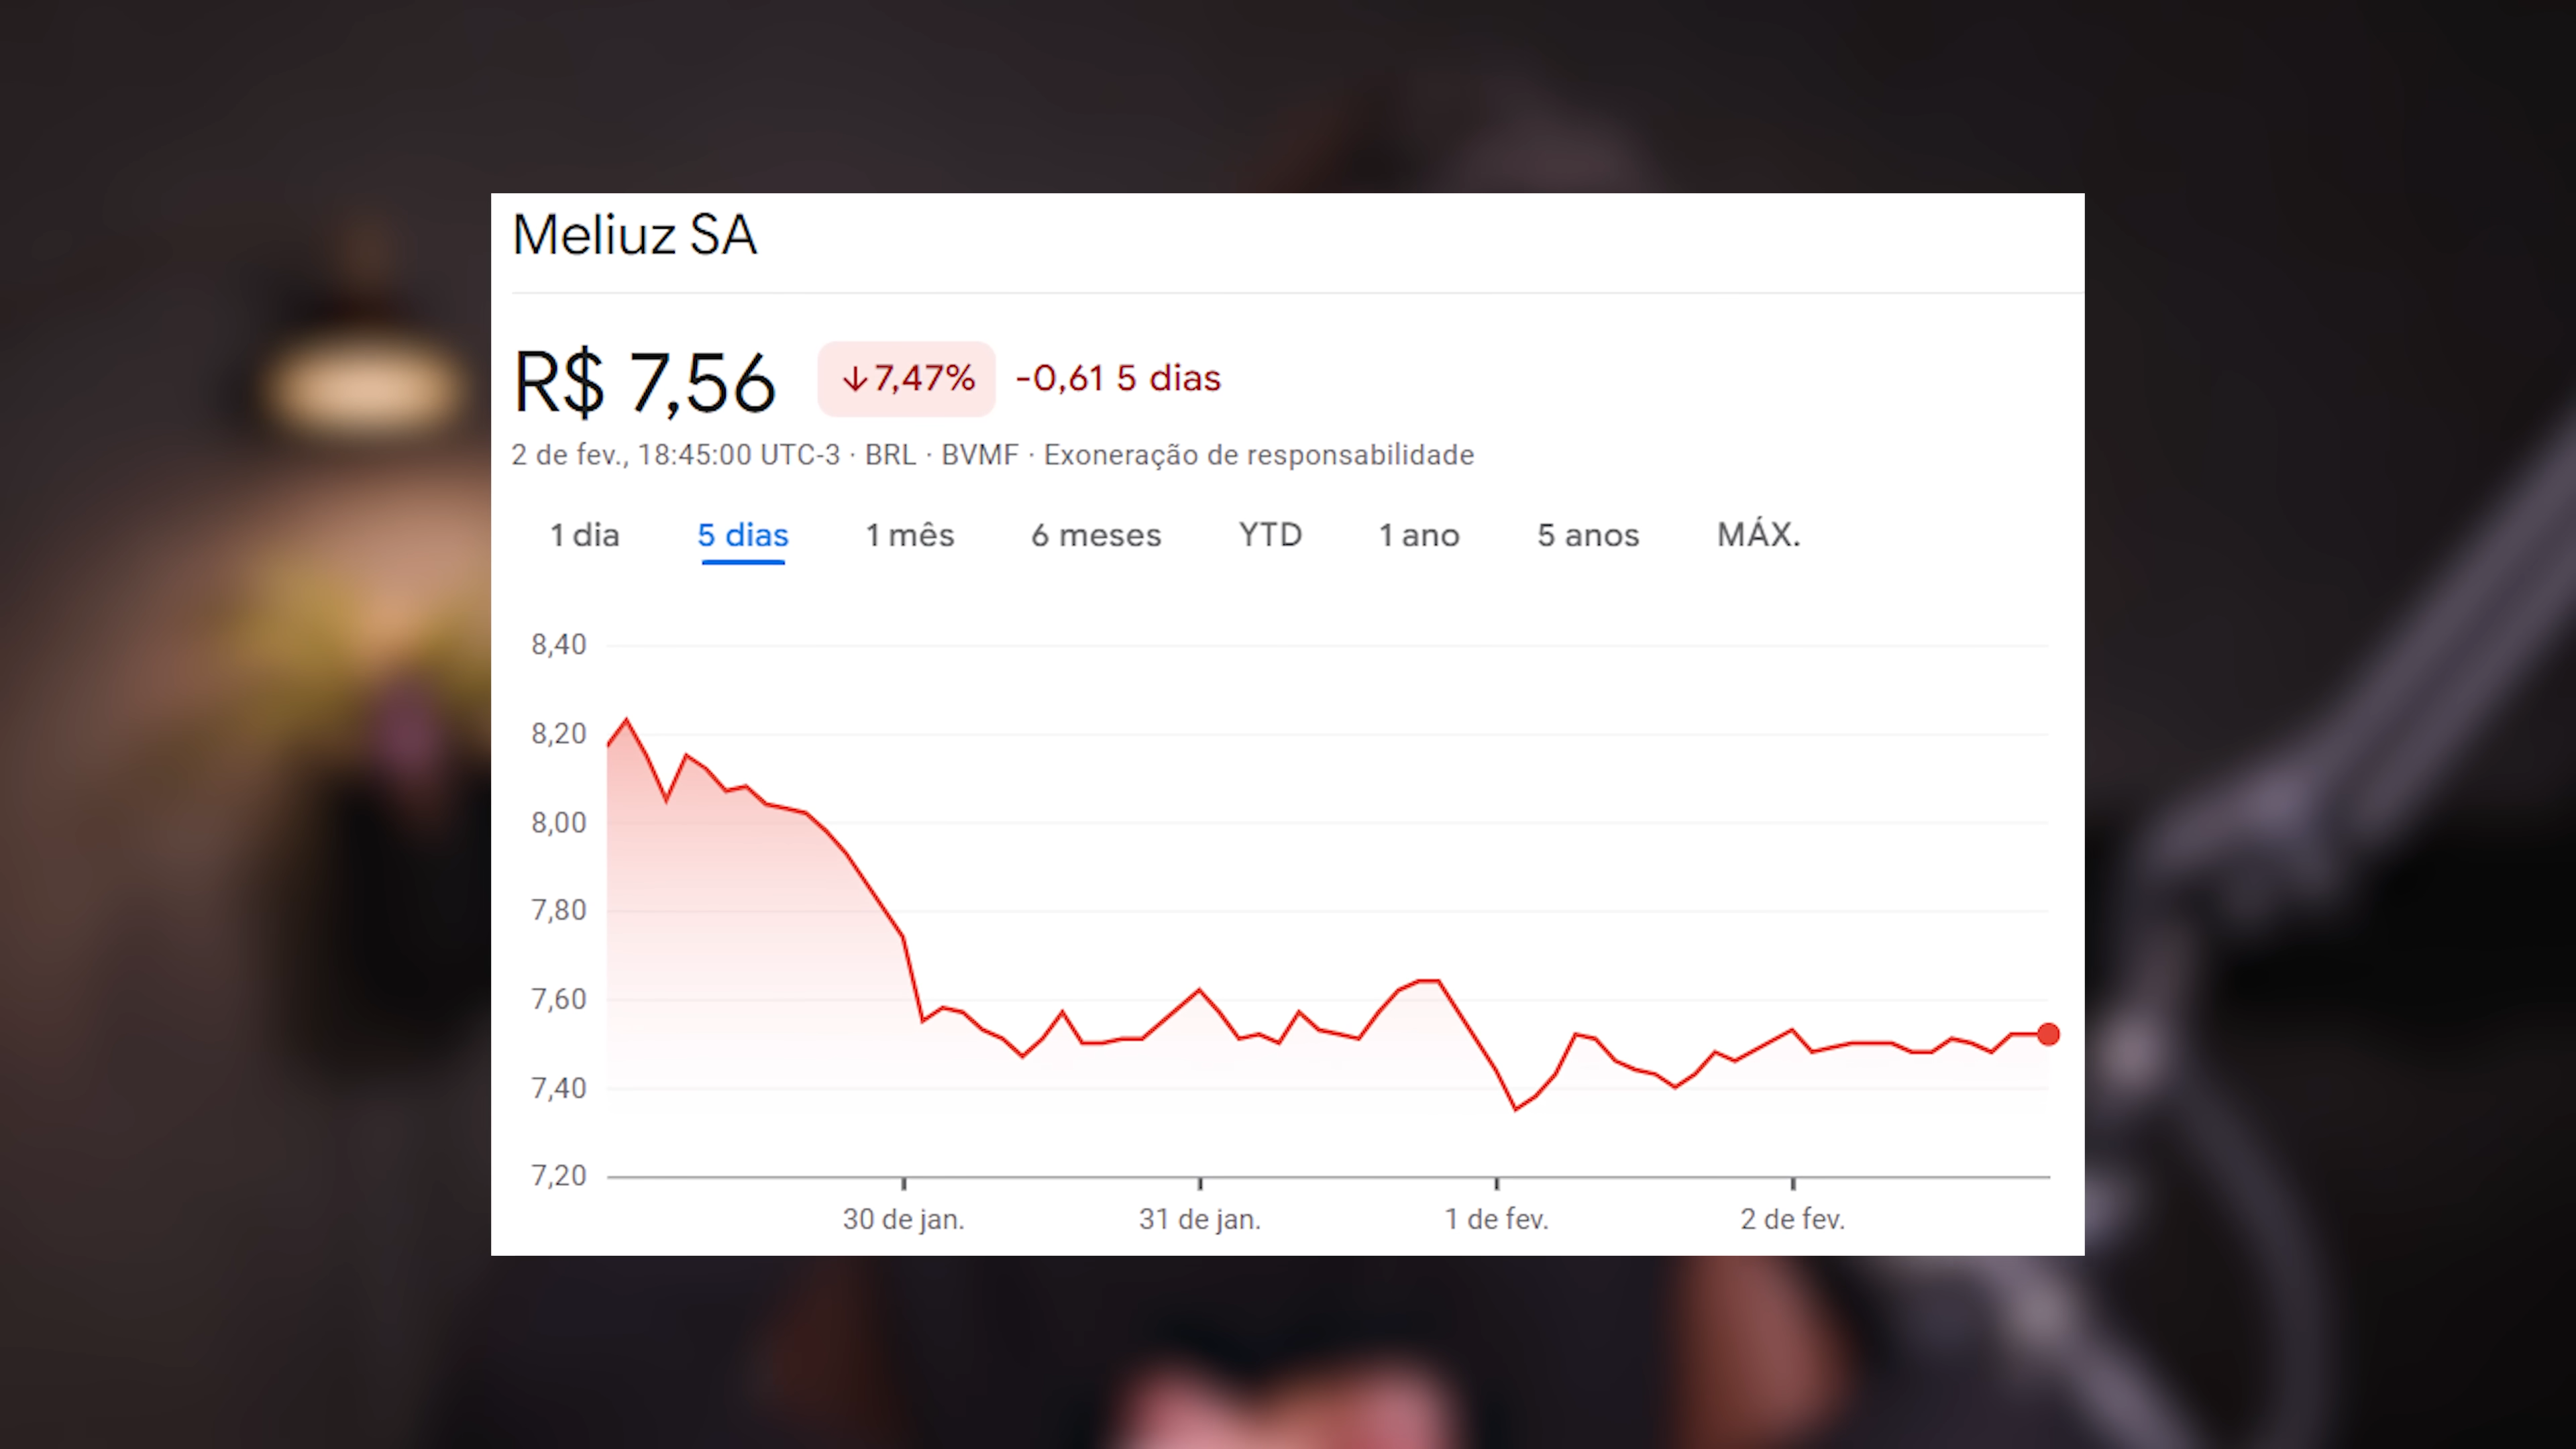 Meliuz SA
R$ 7,56 ↓7,47% -0,61 5 dias
2 de fev., 18:45:00 UTC-3 · BRL · BVMF · Exoneração de responsabilidade
1 dia 5 dias 1 mês 6 meses YTD 1 ano 5 anos MÁX.
8,40
8,20
8,00
7,80
7,60
7,40
7,20
30 de jan. 31 de jan. 1 de fev. 2 de fev.